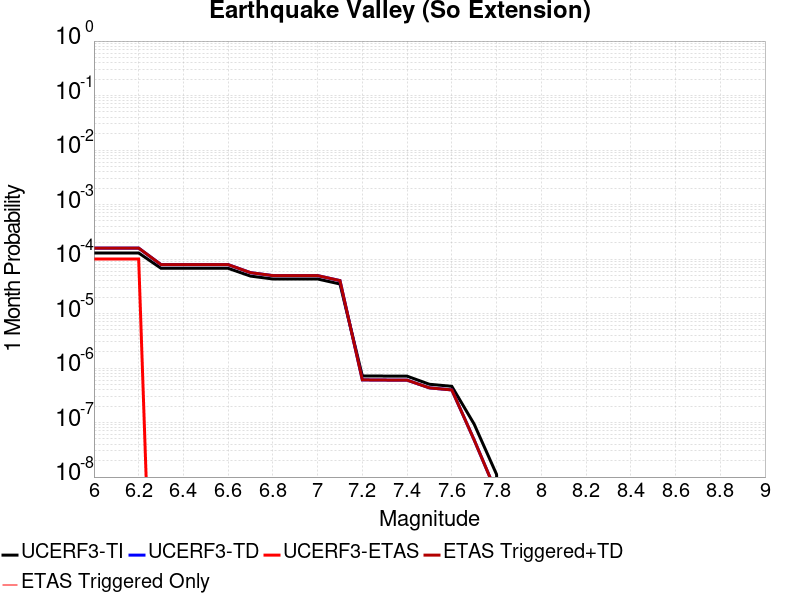 Earthquake Valley (So Extension)
10^0
10^-1
10^-2
10^-3
10^-4
10^-5
10^-6
10^-7
10^-8
1 Month Probability
6 6.2 6.4 6.6 6.8 7 7.2 7.4 7.6 7.8 8 8.2 8.4 8.6 8.8 9
Magnitude
UCERF3-TI UCERF3-TD UCERF3-ETAS ETAS Triggered+TD
ETAS Triggered Only